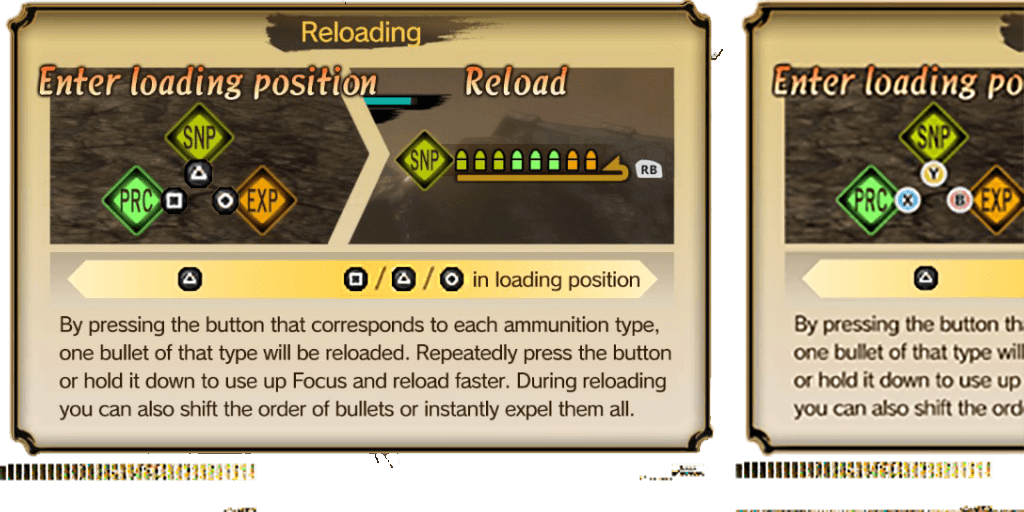 Reloading
Enter loading position
Reload
SNP
PRC
EXP
SNP
RB
/ / in loading position
By pressing the button that corresponds to each ammunition type,
one bullet of that type will be reloaded. Repeatedly press the button
or hold it down to use up Focus and reload faster. During reloading
you can also shift the order of bullets or instantly expel them all.
Enter loading po
SNP
Y
PRC
X
B
EXP
By pressing the button tha
one bullet of that type will
or hold it down to use up
you can also shift the orde